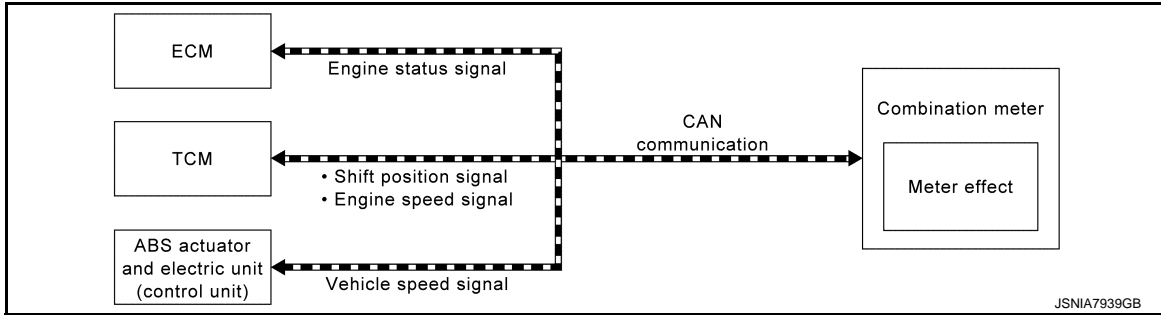 ECM
Engine status signal
TCM
• Shift position signal
• Engine speed signal
ABS actuator
and electric unit
(control unit)
Vehicle speed signal
CAN
communication
Combination meter
Meter effect
JSNIA7939GB